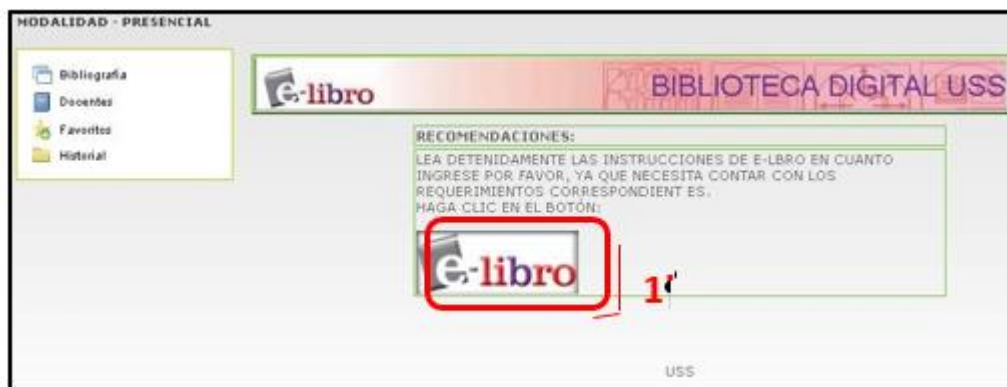 MODALIDAD - PRESENCIAL
Bibliografia
Docentes
Favoritos
Historial
e-libro
BIBLIOTECA DIGITAL USS
RECOMENDACIONES:
LEA DETENIDAMENTE LAS INSTRUCCIONES DE E-LBRO EN CUANTO
INGRESE POR FAVOR, YA QUE NECESITA CONTAR CON LOS
REQUERIMIENTOS CORRESPONDIENT ES.
HAGA CLIC EN EL BOTÓN:
e-libro
1
USS